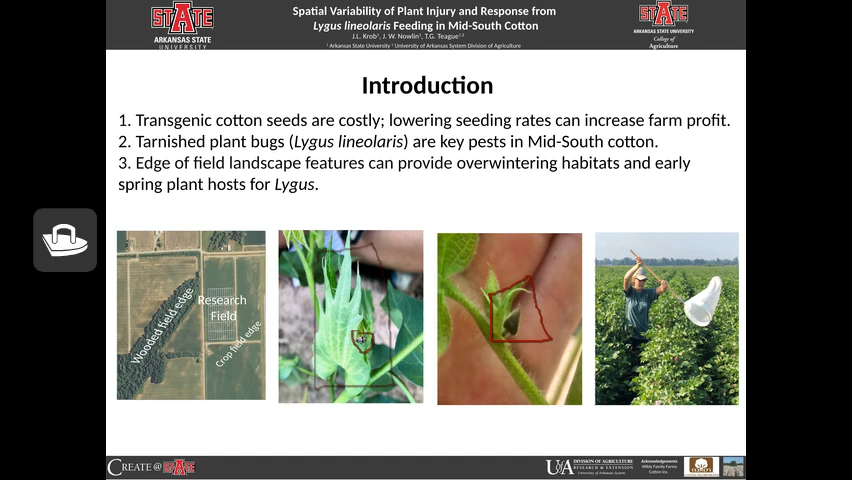 STATE
ARKANSAS STATE
UNIVERSITY
Spatial Variability of Plant Injury and Response from
Lygus lineolaris Feeding in Mid-South Cotton
J.L. Krob¹, J. W. Nowlin¹, T.G. Teague¹,²
¹ Arkansas State University ² University of Arkansas System Division of Agriculture
STATE
ARKANSAS STATE UNIVERSITY
College of
Agriculture
Introduction
1. Transgenic cotton seeds are costly; lowering seeding rates can increase farm profit.
2. Tarnished plant bugs (Lygus lineolaris) are key pests in Mid-South cotton.
3. Edge of field landscape features can provide overwintering habitats and early
spring plant hosts for Lygus.
Wooded field edge
Research
Field
Crop field edge
CREATE @ STATE
UA DIVISION OF AGRICULTURE
RESEARCH & EXTENSION
University of Arkansas System
Acknowledgements
Wildy Family Farms
Cotton Inc.